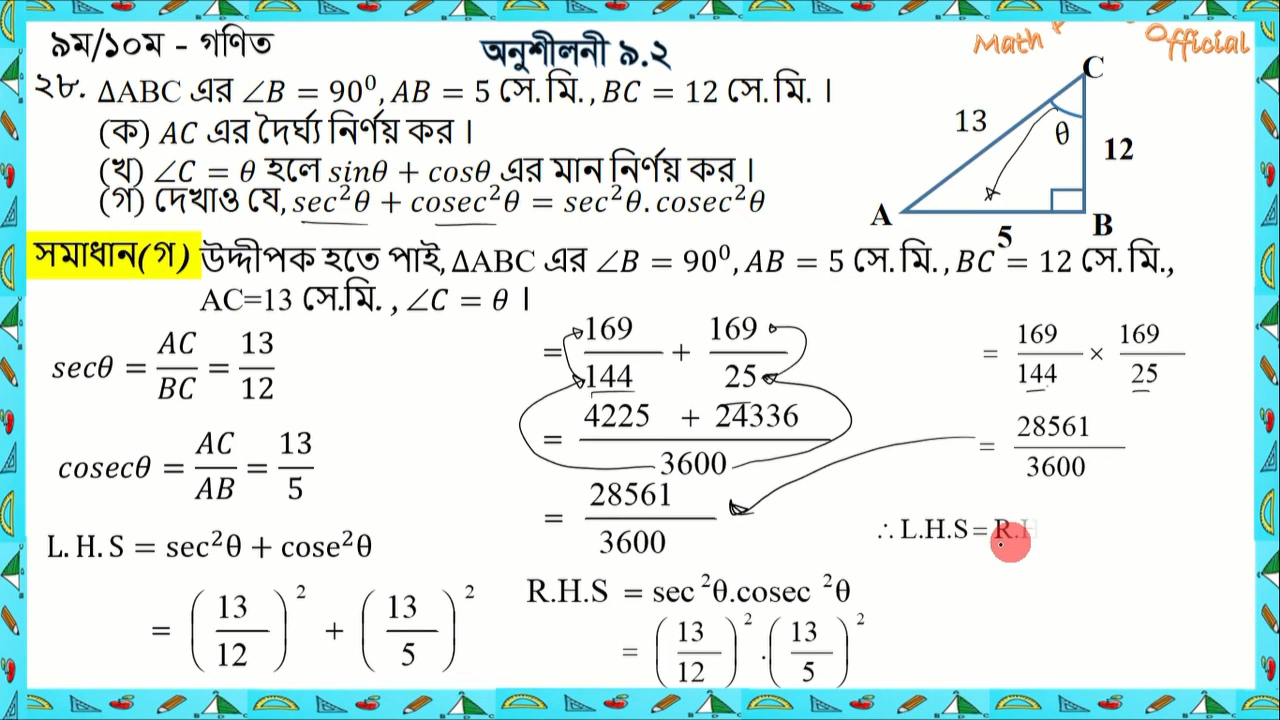 ৯ম/১০ম - গণিত
অনুশীলনী ৯.২
Math
Official
২৮. ΔABC এর ∠B = 90⁰, AB = 5 সে. মি. , BC = 12 সে. মি. ।
(ক) AC এর দৈর্ঘ্য নির্ণয় কর ।
(খ) ∠C = θ হলে sinθ + cosθ এর মান নির্ণয় কর ।
(গ) দেখাও যে, sec²θ + cosec²θ = sec²θ.cosec²θ
C
13
θ
12
A
B
5
সমাধান(গ) উদ্দীপক হতে পাই, ΔABC এর ∠B = 90⁰, AB = 5 সে. মি. , BC = 12 সে. মি.,
AC=13 সে.মি. , ∠C = θ ।
secθ = AC/BC = 13/12
cosecθ = AC/AB = 13/5
L. H. S = sec²θ + cose²θ
= (13/12)² + (13/5)²
= 169/144 + 169/25
= 4225 + 24336/3600
= 28561/3600
R.H.S = sec ²θ.cosec ²θ
= (13/12)² . (13/5)²
= 169/144 × 169/25
= 28561/3600
∴ L.H.S = R.H